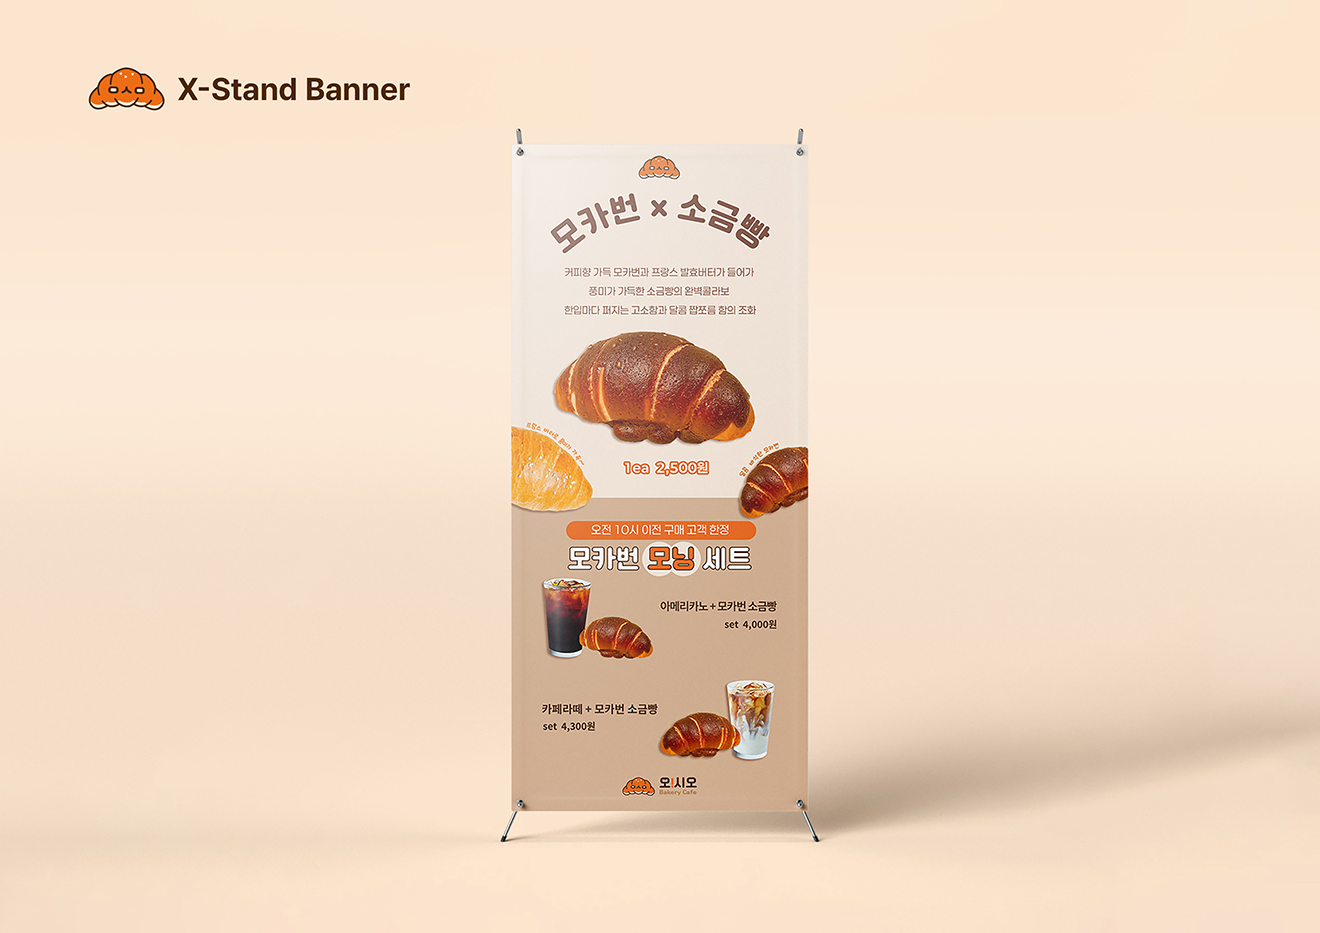 X-Stand Banner
모카번 x 소금빵
커피향 가득 모카번과 프랑스 발효버터가 들어가
풍미가 가득한 소금빵의 완벽콜라보
한입마다 퍼지는 고소함과 달콤 짭쪼름 함의 조화
1ea 2,500원
오전 10시 이전 구매 고객 한정
모카번 모닝 세트
아메리카노 + 모카번 소금빵
set 4,000원
카페라떼 + 모카번 소금빵
set 4,300원
오!시오
Bakery Cafe